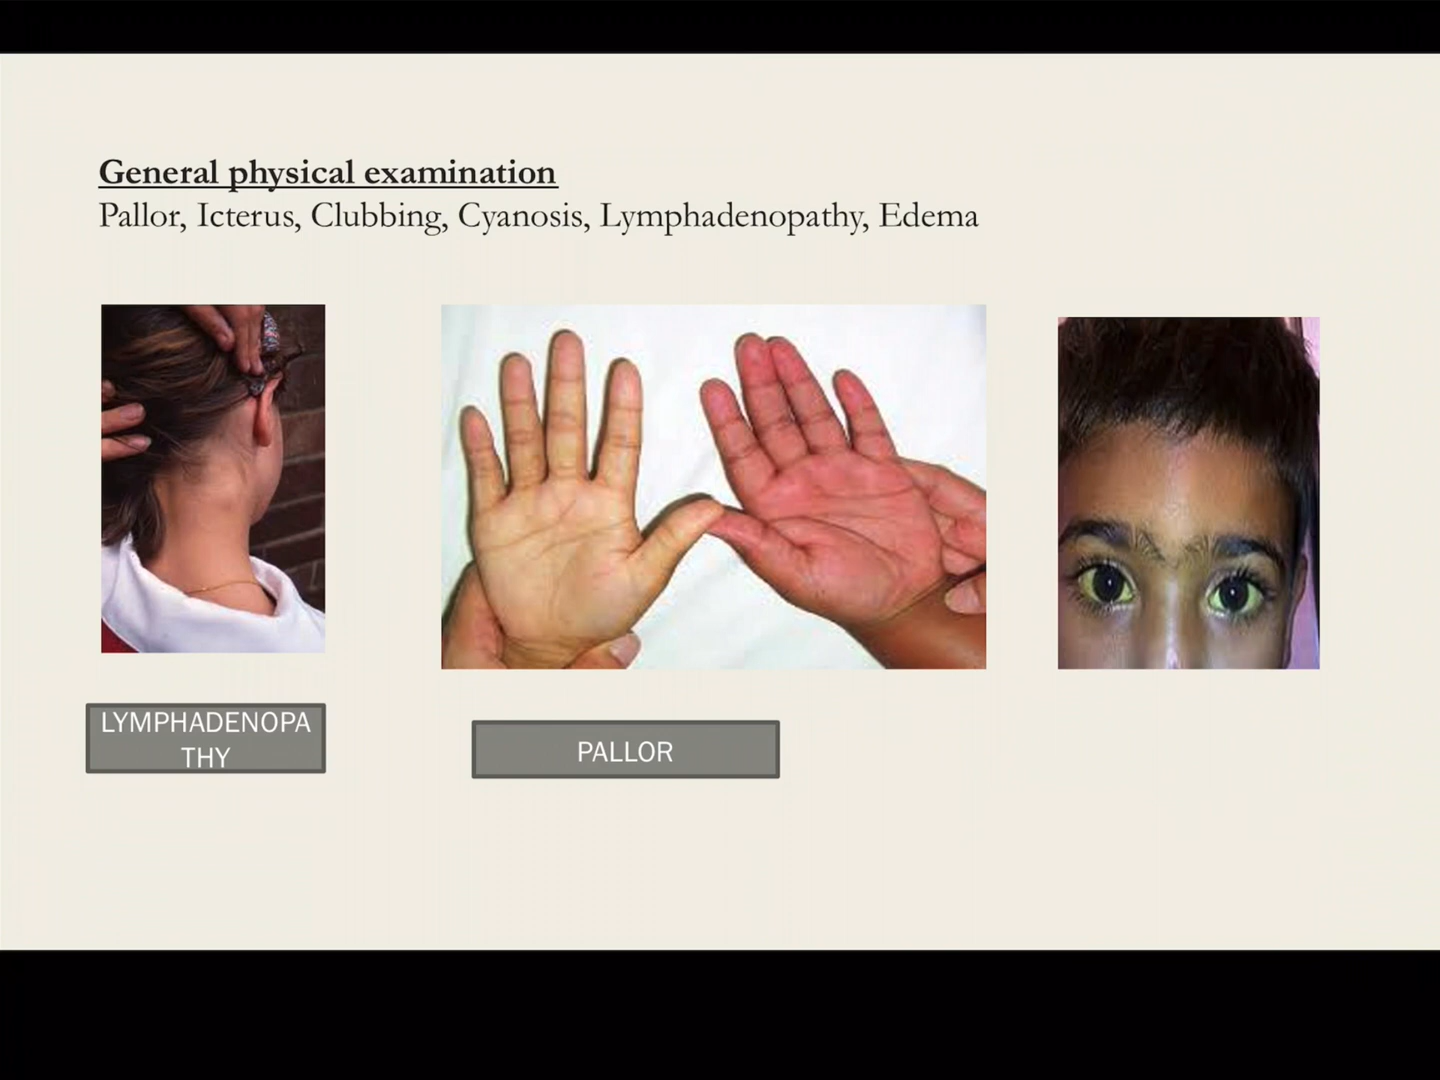 General physical examination
Pallor, Icterus, Clubbing, Cyanosis, Lymphadenopathy, Edema
LYMPHADENOPA
THY
PALLOR